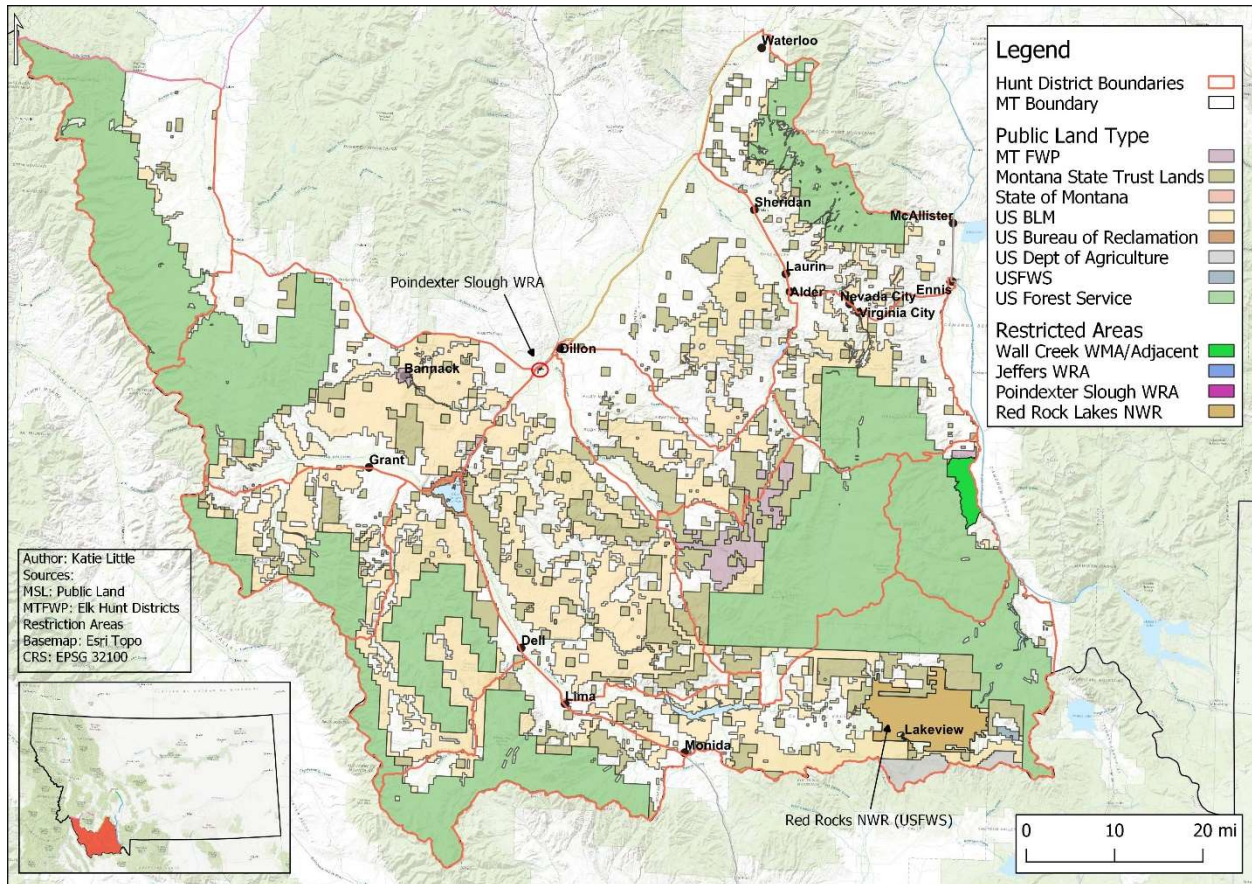 Waterloo
Sheridan
McAllister
Laurin
Alder
Ennis
Nevada City
Virginia City
Poindexter Slough WRA
Dillon
Bannack
Grant
Dell
Lima
Monida
Lakeview
Red Rocks NWR (USFWS)
Legend
Hunt District Boundaries
MT Boundary
Public Land Type
MT FWP
Montana State Trust Lands
State of Montana
US BLM
US Bureau of Reclamation
US Dept of Agriculture
USFWS
US Forest Service
Restricted Areas
Wall Creek WMA/Adjacent
Jeffers WRA
Poindexter Slough WRA
Red Rock Lakes NWR
Author: Katie Little
Sources:
MSL: Public Land
MTFWP: Elk Hunt Districts
Restriction Areas
Basemap: Esri Topo
CRS: EPSG 32100
0 10 20 mi